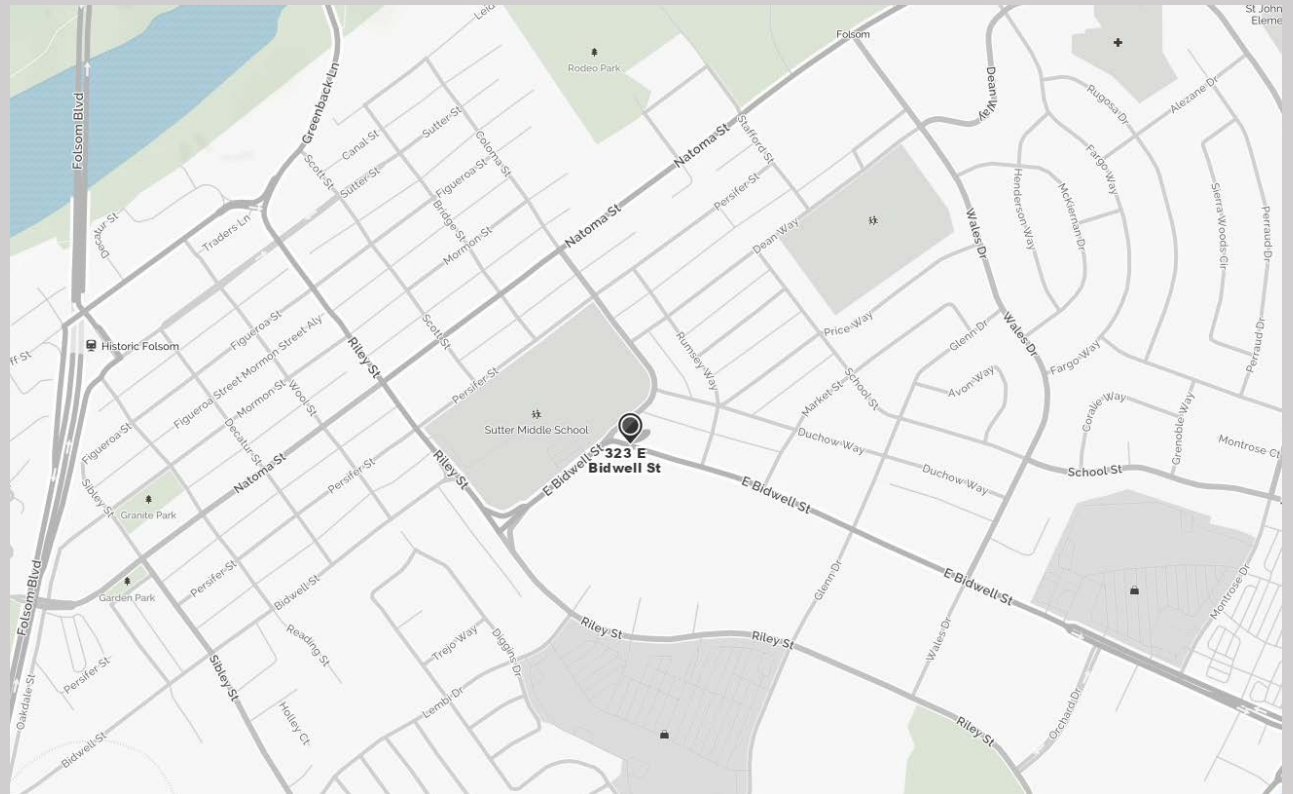 Leid
St John
Eleme
Folsom
Rodeo Park
Folsom Blvd
Greenback Ln
Dean Way
Dean Way
Rugosa Dr
Alezane Dr
Canal St
Sutter St
Coloma St
Stafford St
Natoma St
Scott St
Sutter St
Figueroa St
Persifer St
Fargo Way
Henderson Way
McKiernan Dr
Sierra Woods Cir
Perraud Dr
Decatur St
Traders Ln
Bridge St
Mormon St
Natoma St
Dean Way
Wales Dr
Figueroa St
Figueroa Street Mormon Street Aly
Riley St
Scott St
Rumsey Way
Price Way
Glenn Dr
Wales Dr
Fargo Way
Perraud Dr
ff St
Historic Folsom
Mormon St
Wool St
Persifer St
Market St
School St
Avon Way
Coralie Way
Grenoble Way
Figueroa St
Decatur St
Sutter Middle School
Duchow Way
Montrose Ct
Sibley St
Natoma St
Persifer St
Riley St
E Bidwell St
323 E
Bidwell St
E Bidwell St
Duchow Way
School St
Granite Park
Folsom Blvd
Garden Park
Persifer St
Bidwell St
Glenn Dr
E Bidwell St
Montrose Dr
Reading St
Trejo Way
Diggins Dr
Riley St
Riley St
Wales Dr
Oakdale St
Persifer St
Sibley St
Lembi Dr
Holley Ct
Riley St
Orchard Dr
Bidwell St